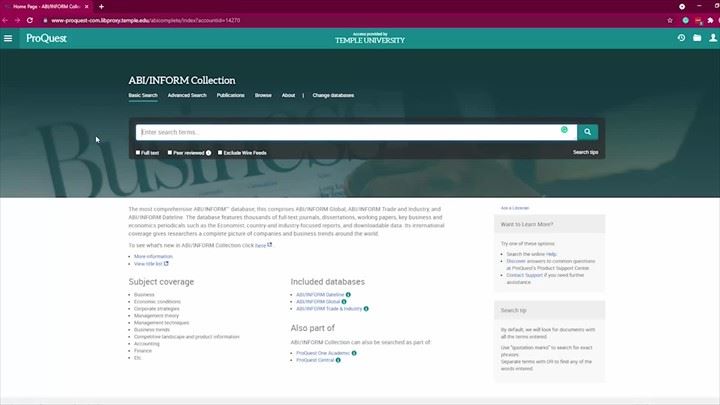 Home Page - ABI/INFORM Collec
www-proquest-com.libproxy.temple.edu/abicomplete/index?accountid=14270
ProQuest
Access provided by
TEMPLE UNIVERSITY
ABI/INFORM Collection
Basic Search Advanced Search Publications Browse About | Change databases
Enter search terms...
Full text Peer reviewed Exclude Wire Feeds Search tips
Business
The most comprehensive ABI/INFORM™ database, this comprises ABI/INFORM Global, ABI/INFORM Trade and Industry, and
ABI/INFORM Dateline. The database features thousands of full-text journals, dissertations, working papers, key business and
economics periodicals such as the Economist, country-and industry-focused reports, and downloadable data. Its international
coverage gives researchers a complete picture of companies and business trends around the world.
To see what's new in ABI/INFORM Collection click here
More information
View title list
Subject coverage
Business
Economic conditions
Corporate strategies
Management theory
Management techniques
Business trends
Competitive landscape and product information
Accounting
Finance
Etc
Included databases
ABI/INFORM Dateline
ABI/INFORM Global
ABI/INFORM Trade & Industry
Also part of
ABI/INFORM Collection can also be searched as part of:
ProQuest One Academic
ProQuest Central
Ask a Librarian
Want to Learn More?
Try one of these options:
Search the online Help.
Discover answers to common questions
at ProQuest's Product Support Center.
Contact Support if you need further
assistance.
Search tip
By default, we will look for documents with
all the terms entered.
Use "quotation marks" to search for exact
phrases.
Separate terms with OR to find any of the
words entered.